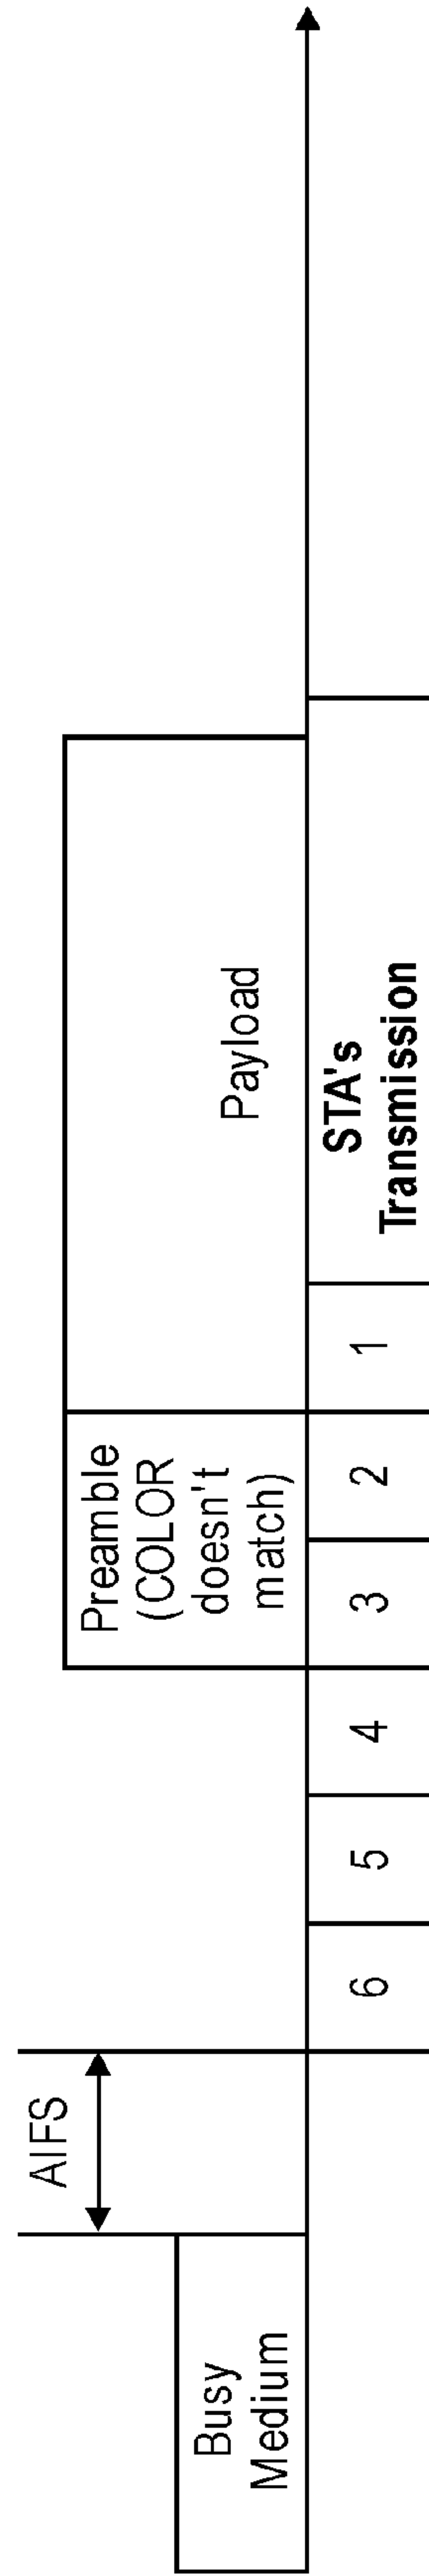 Busy
Medium
AIFS
Preamble
(COLOR
doesn't
match)
Payload
6 5 4 3 2 1
STA's
Transmission